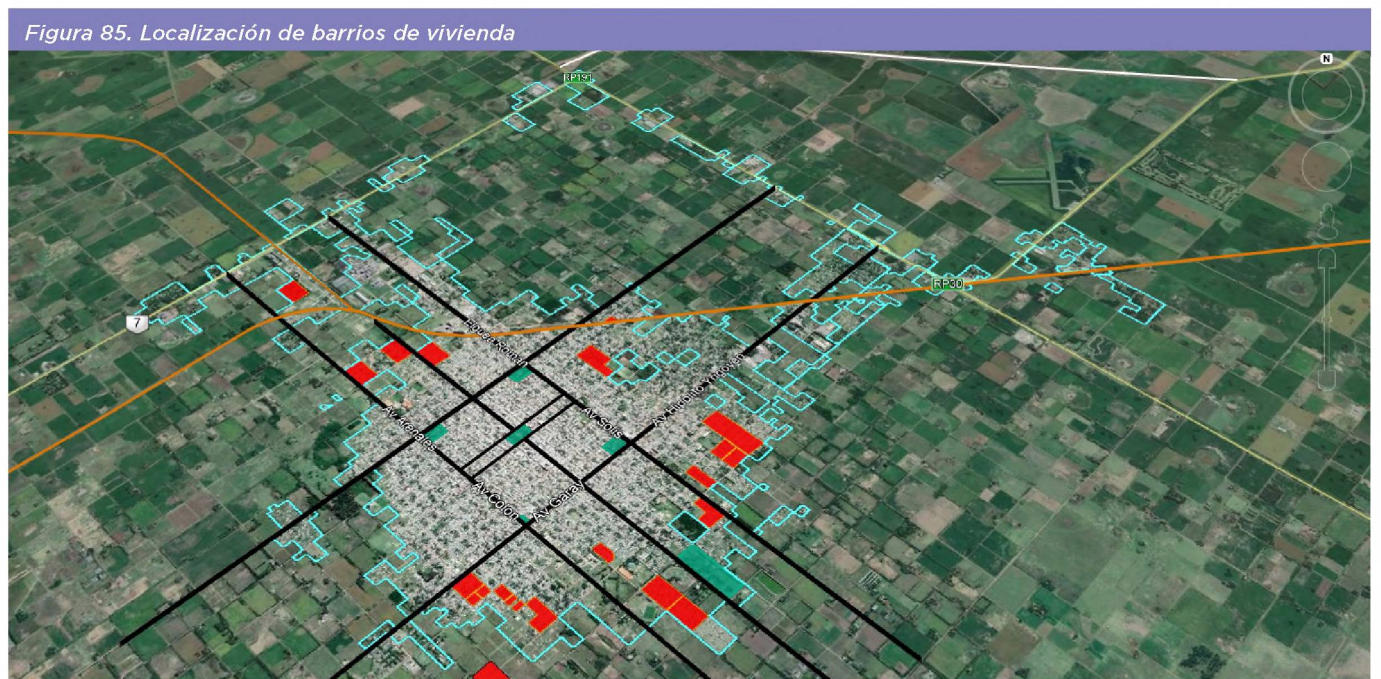 Figura 85. Localización de barrios de vivienda
N
RP191
7
RP30
Av. Solís
Av. Arenales
Av. Colón
Av. Garay